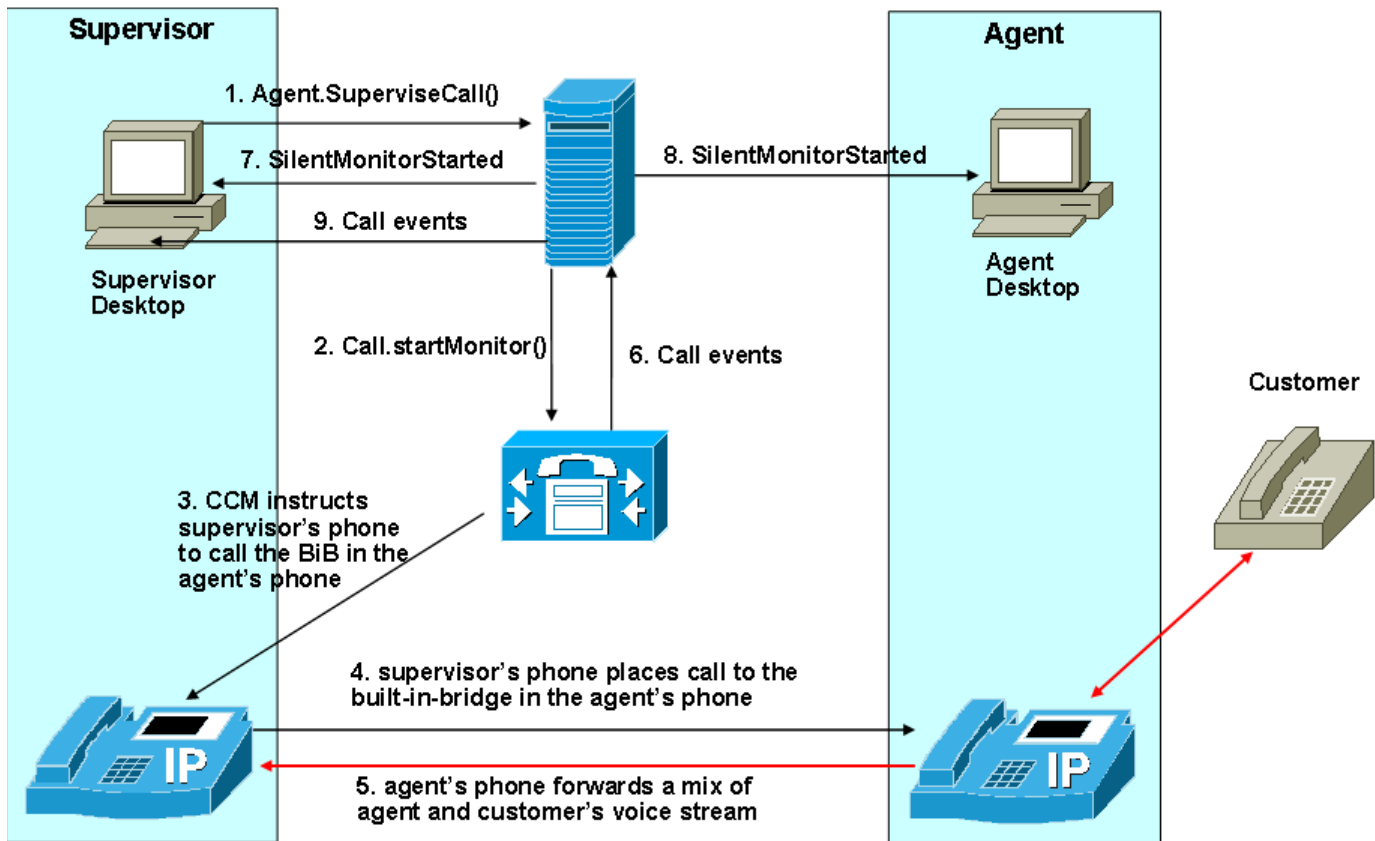 Supervisor
Agent
1. Agent.SuperviseCall()
7. SilentMonitorStarted
8. SilentMonitorStarted
9. Call events
Supervisor
Desktop
Agent
Desktop
2. Call.startMonitor()
6. Call events
Customer
3. CCM instructs
supervisor’s phone
to call the BiB in the
agent’s phone
4. supervisor’s phone places call to the
built-in-bridge in the agent’s phone
IP
IP
5. agent’s phone forwards a mix of
agent and customer’s voice stream